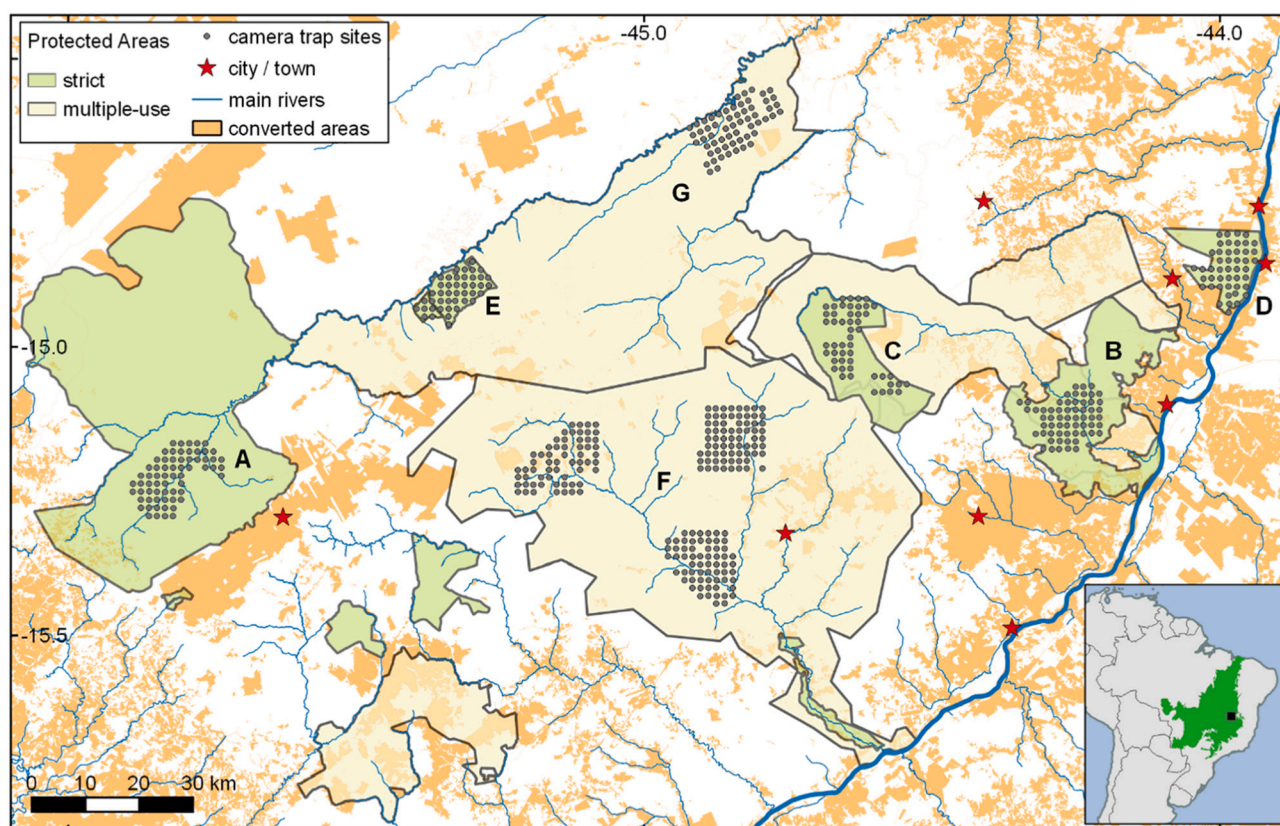 Protected Areas
strict
multiple-use
camera trap sites
city / town
main rivers
converted areas
-45.0
-44.0
G
E
D
-15.0
C
B
A
F
-15.5
0 10 20 30 km